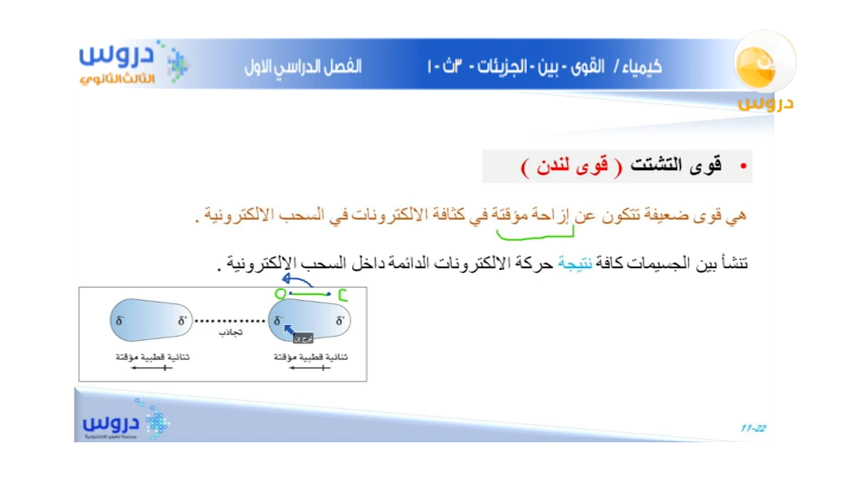 دروس
الثالث الثانوي
الفصل الدراسي الاول
كيمياء / القوى - بين - الجزيئات - ٣ث - ١
دروس
• قوى التشتت ( قوى لندن )
هي قوى ضعيفة تتكون عن إزاحة مؤقتة في كثافة الالكترونات في السحب الالكترونية .
تنشأ بين الجسيمات كافة نتيجة حركة الالكترونات الدائمة داخل السحب الالكترونية .
O C
δ⁻ δ⁺ δ⁻ δ⁺
تجاذب
ثنائية قطبية مؤقتة ثنائية قطبية مؤقتة
دروس
11-22